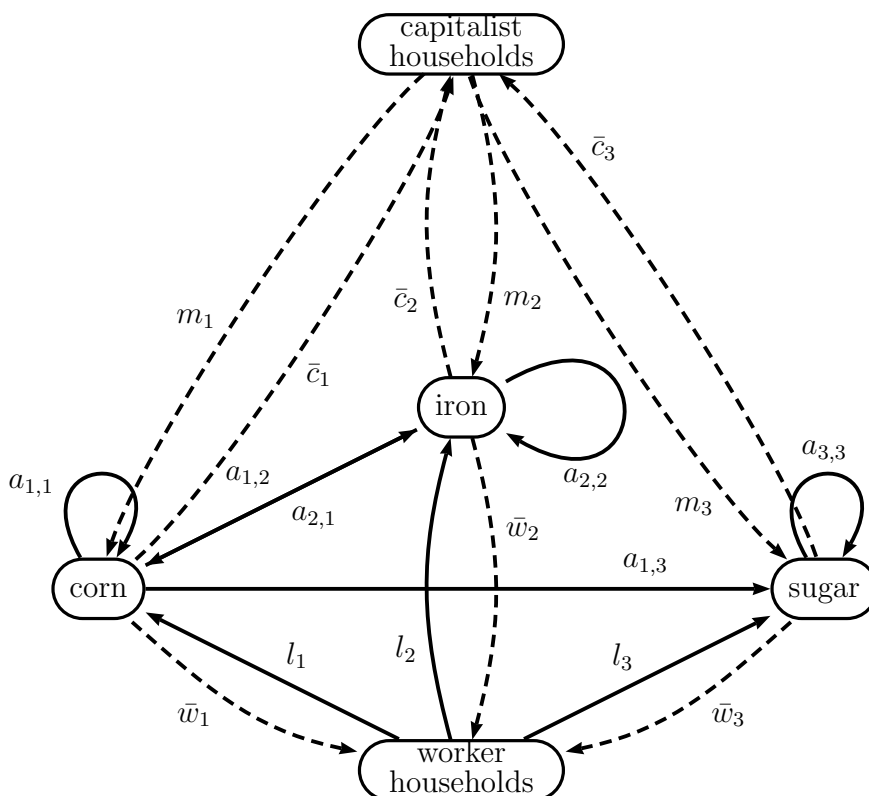 capitalist
households
c̄₃
m₁
c̄₂
m₂
c̄₁
iron
a₁,₁
a₁,₂
a₂,₂
a₃,₃
a₂,₁
w̄₂
m₃
a₁,₃
corn
sugar
l₁
l₂
l₃
w̄₁
w̄₃
worker
households